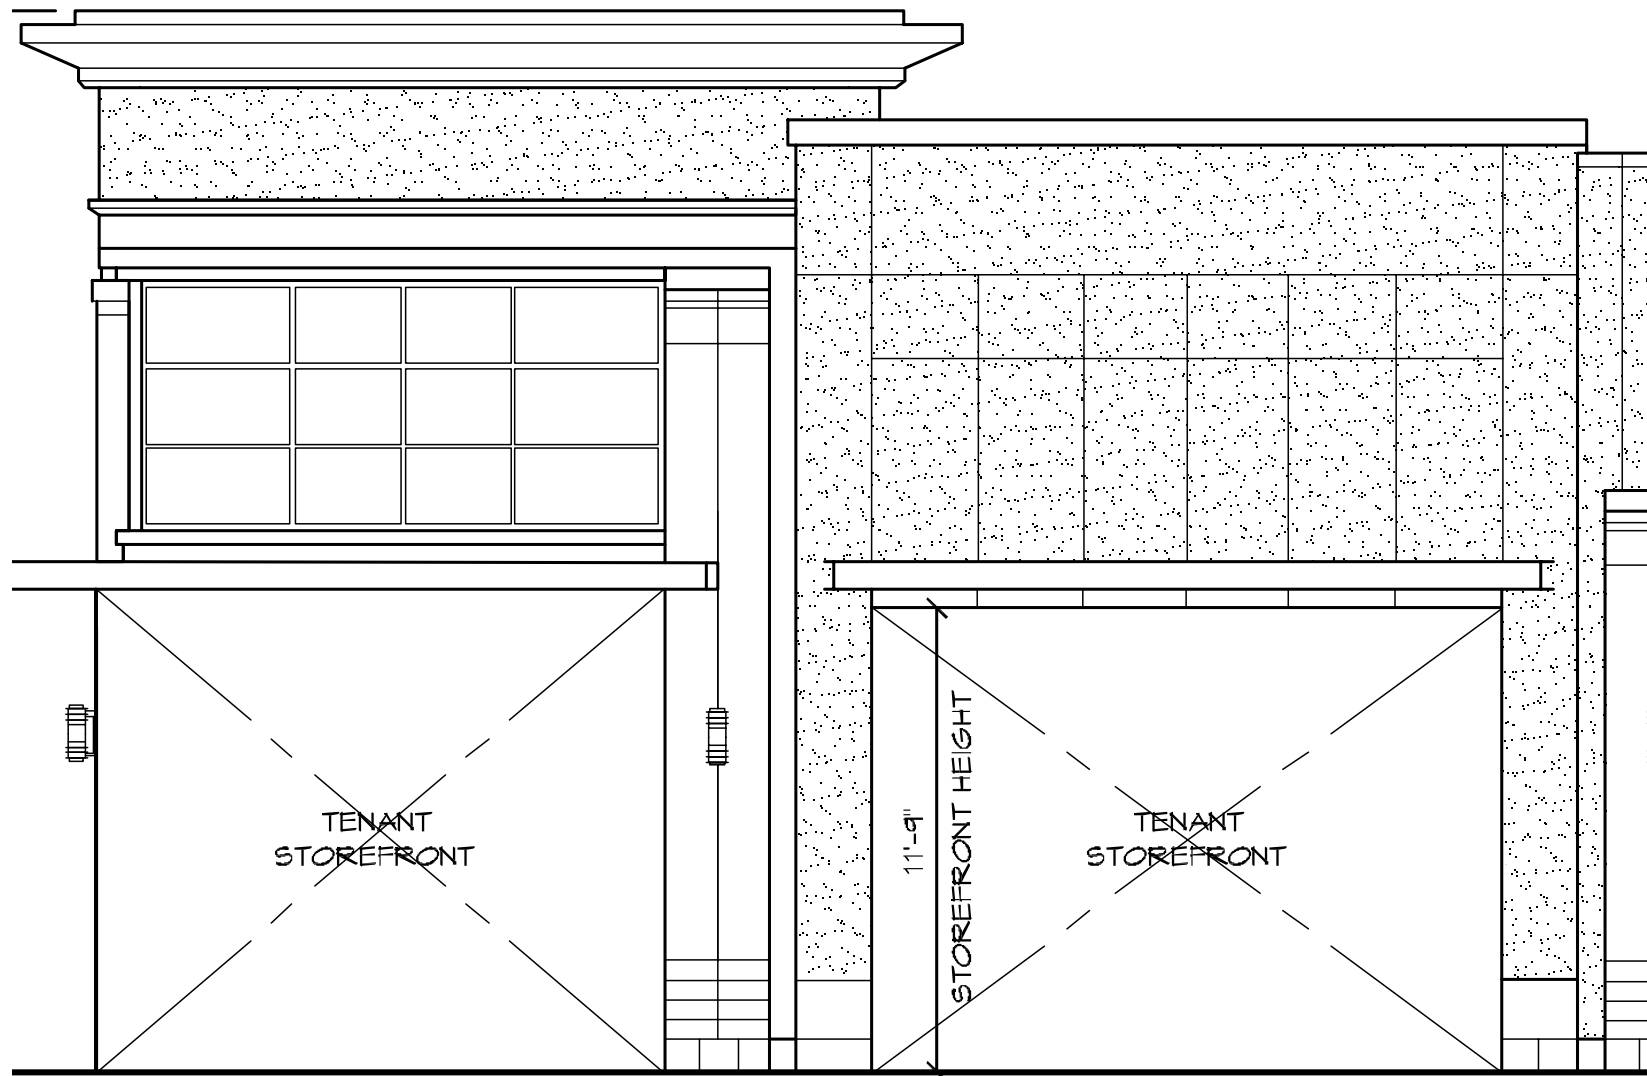 TENANT
STOREFRONT
11'-9"
STOREFRONT HEIGHT
TENANT
STOREFRONT